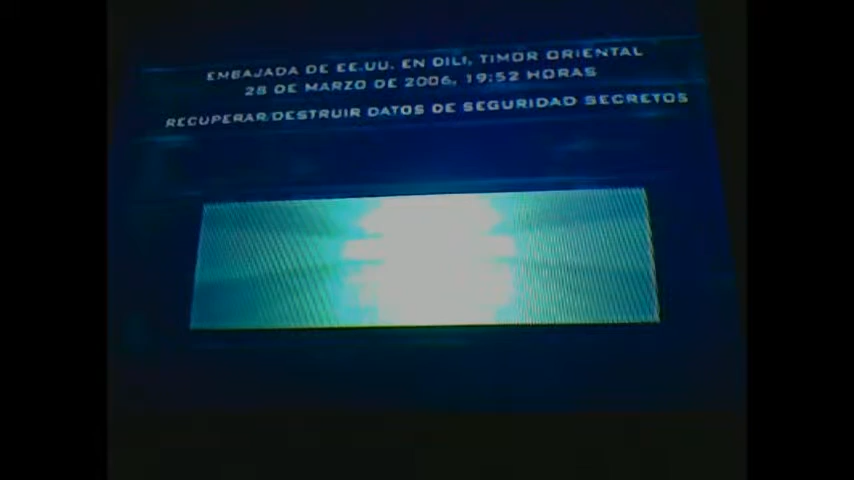 EMBAJADA DE EE.UU. EN DILI, TIMOR ORIENTAL
28 DE MARZO DE 2006, 19:52 HORAS
RECUPERAR/DESTRUIR DATOS DE SEGURIDAD SECRETOS